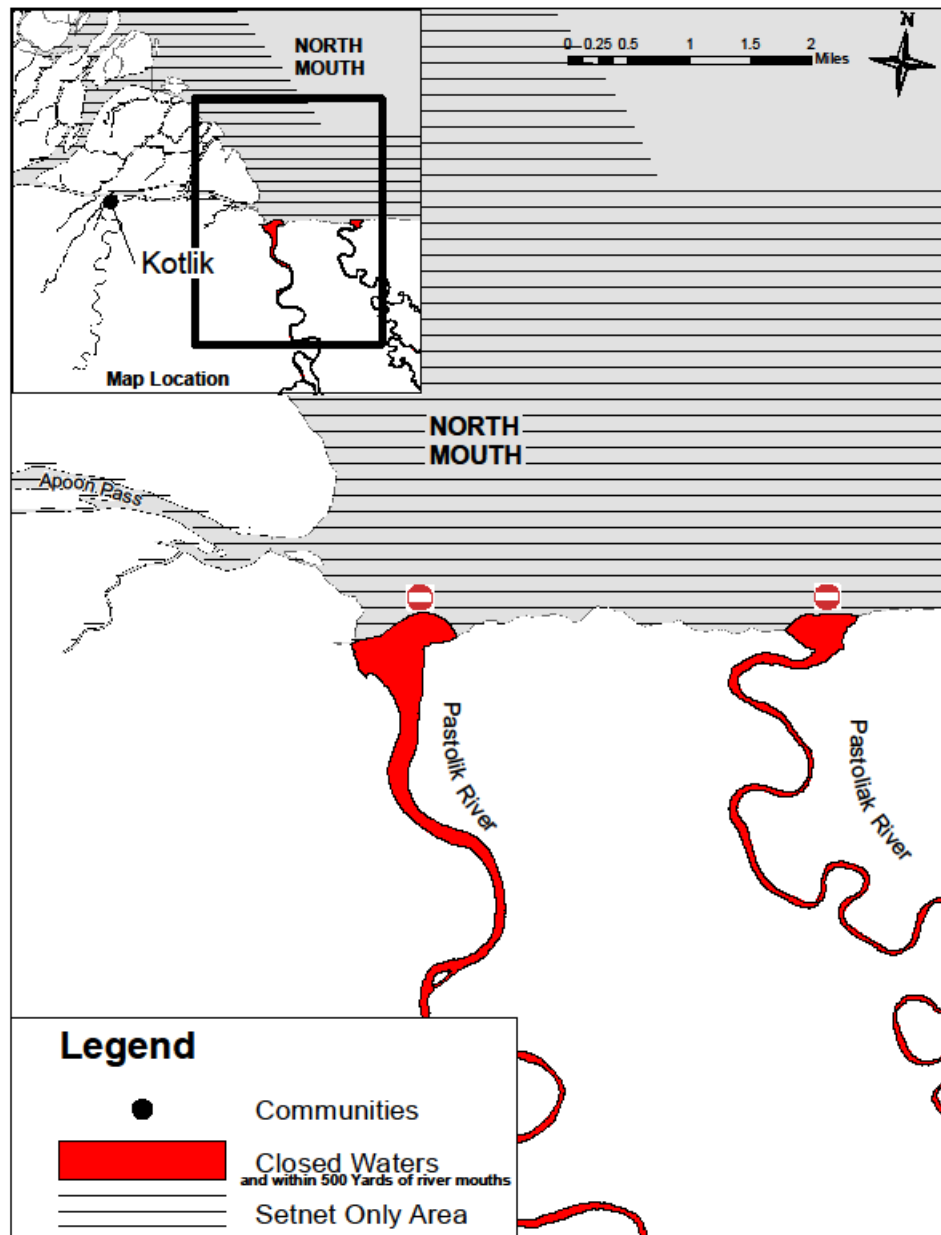 NORTH
MOUTH
Kotlik
Map Location
0 0.25 0.5 1 1.5 2
Miles
N
NORTH
MOUTH
Apoon Pass
Pastolik River
Pastoliak River
Legend
Communities
Closed Waters
and within 500 Yards of river mouths
Setnet Only Area